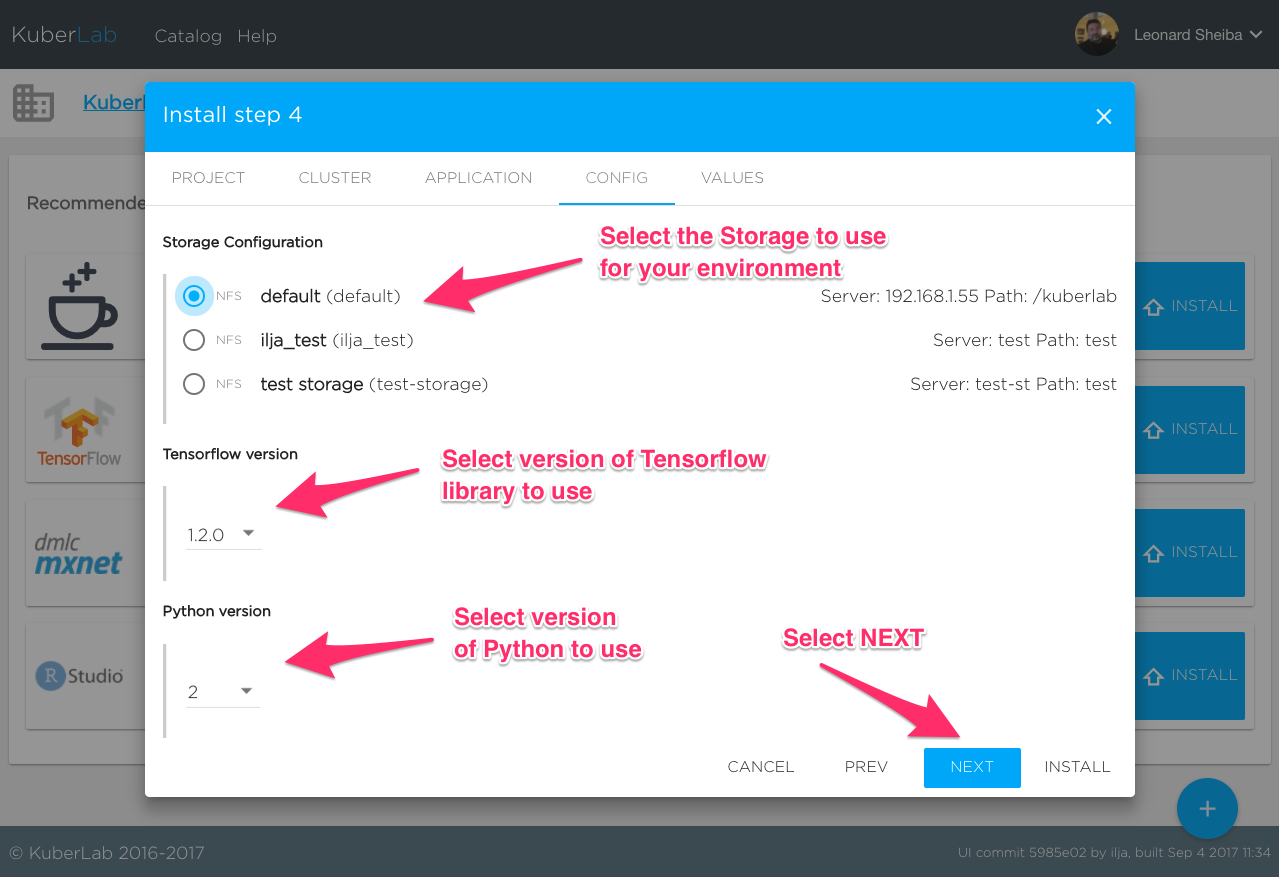 KuberLab Catalog Help Leonard Sheiba
Kuberl
Install step 4
PROJECT CLUSTER APPLICATION CONFIG VALUES
Recommende
Storage Configuration
Select the Storage to use
for your environment
NFS default (default) Server: 192.168.1.55 Path: /kuberlab
NFS ilja_test (ilja_test) Server: test Path: test
NFS test storage (test-storage) Server: test-st Path: test
INSTALL
TensorFlow
INSTALL
Tensorflow version
Select version of Tensorflow
library to use
1.2.0
dmlc
mxnet
INSTALL
Python version
Select version
of Python to use
2
Select NEXT
R Studio
INSTALL
CANCEL PREV NEXT INSTALL
+
© KuberLab 2016-2017
UI commit 5985e02 by ilja, built Sep 4 2017 11:34